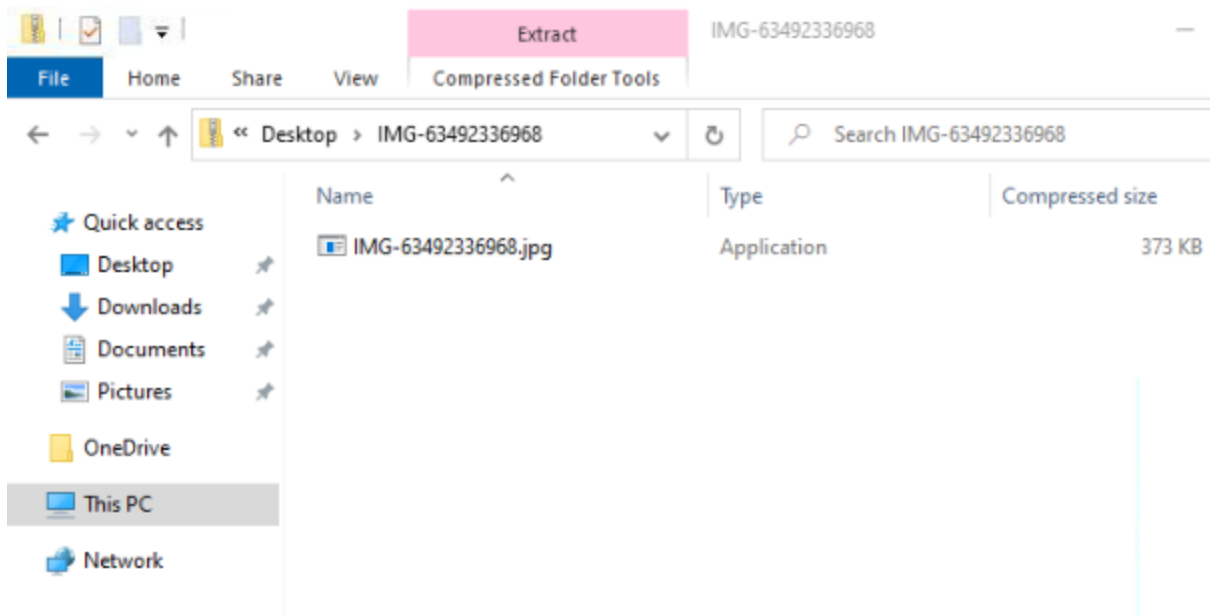 Extract IMG-63492336968
File Home Share View Compressed Folder Tools
« Desktop > IMG-63492336968 Search IMG-63492336968
Name Type Compressed size
Quick access
IMG-63492336968.jpg Application 373 KB
Desktop
Downloads
Documents
Pictures
OneDrive
This PC
Network